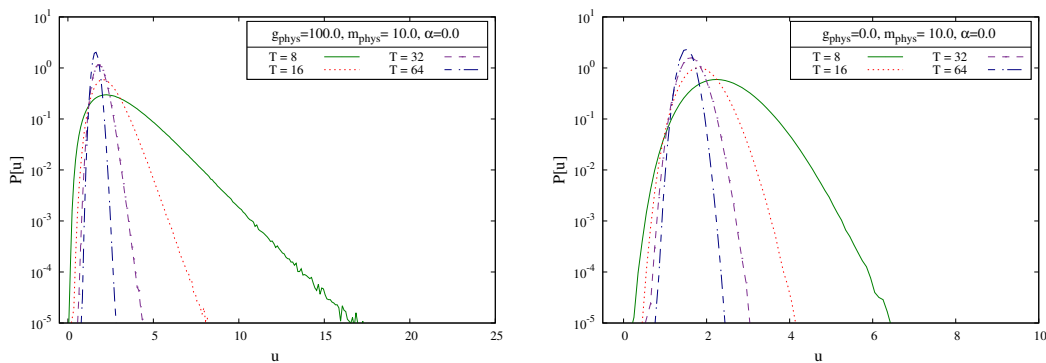 g_phys=100.0, m_phys= 10.0, α=0.0
T = 8
T = 32
T = 16
T = 64
P[u]
10^1
10^0
10^-1
10^-2
10^-3
10^-4
10^-5
0
5
10
15
20
25
u
g_phys=0.0, m_phys= 10.0, α=0.0
T = 8
T = 32
T = 16
T = 64
P[u]
10^1
10^0
10^-1
10^-2
10^-3
10^-4
10^-5
0
2
4
6
8
10
u